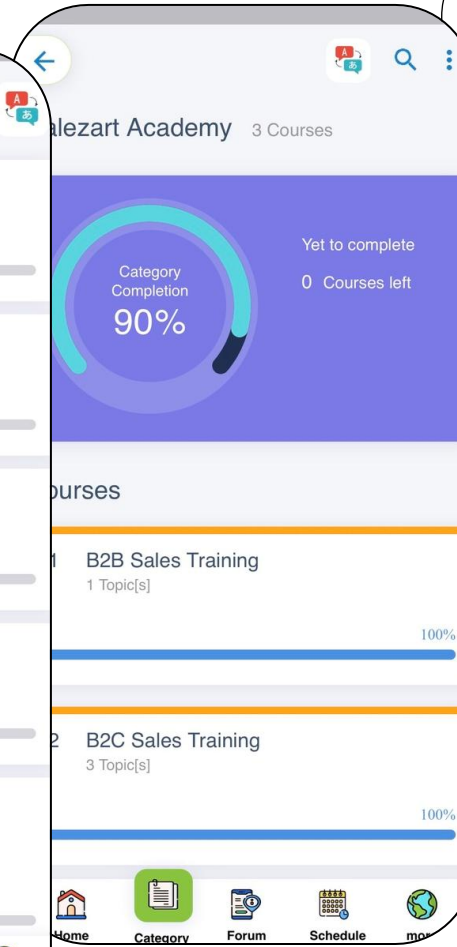 alezart Academy 3 Courses
Yet to complete
0 Courses left
Category
Completion
90%
ourses
1 B2B Sales Training
1 Topic[s]
100%
2 B2C Sales Training
3 Topic[s]
100%
Home Category Forum Schedule mor